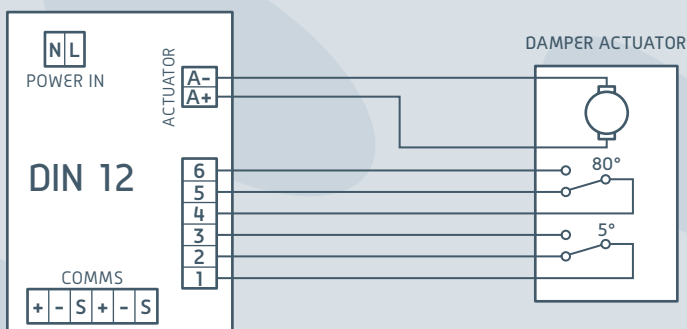 N L
POWER IN
ACTUATOR
A-
A+
DIN 12
6
5
4
3
2
1
COMMS
+ - S + - S
DAMPER ACTUATOR
80°
5°